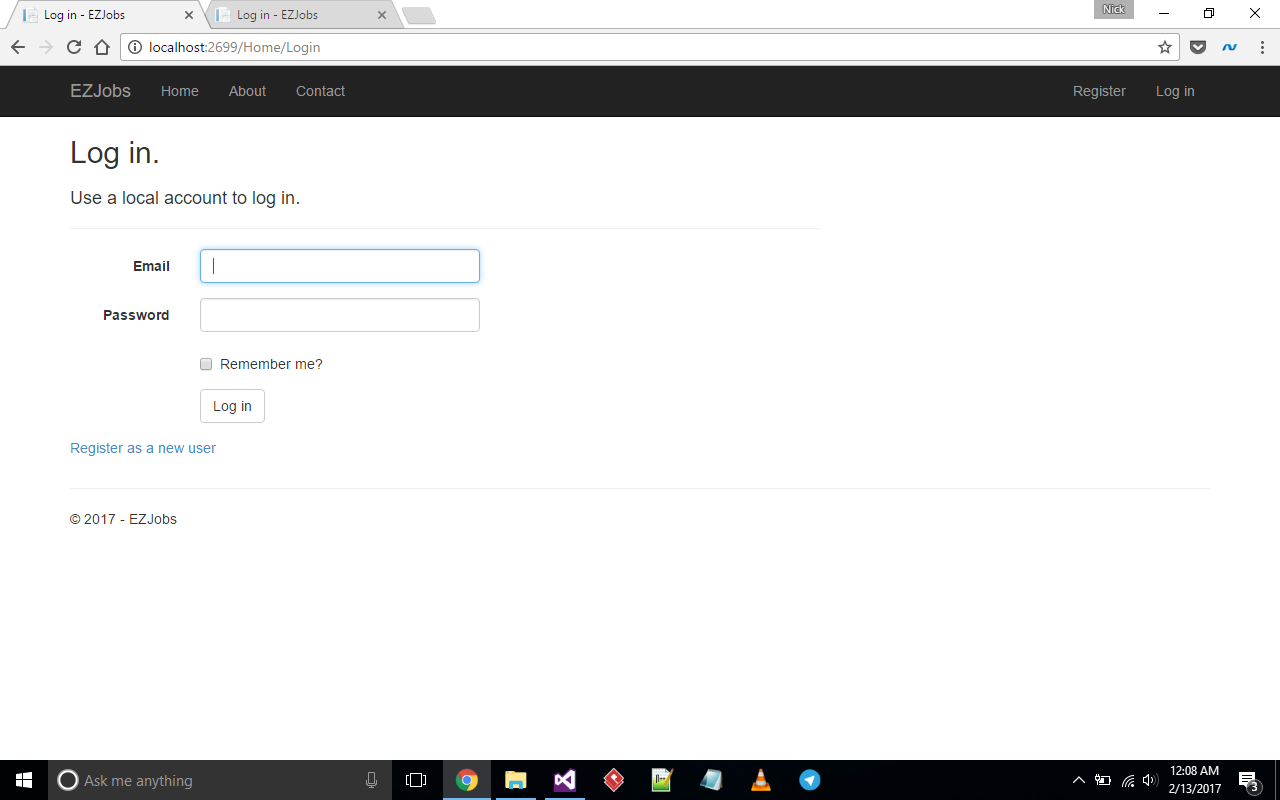 Log in - EZJobs
Log in - EZJobs
Nick
localhost:2699/Home/Login
EZJobs Home About Contact Register Log in
Log in.
Use a local account to log in.
Email
Password
Remember me?
Log in
Register as a new user
© 2017 - EZJobs
Ask me anything
12:08 AM
2/13/2017
3